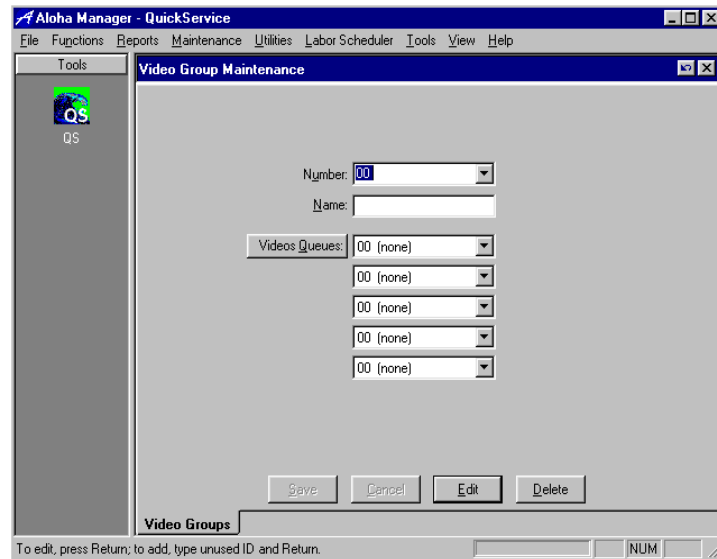 Aloha Manager - QuickService
File Functions Reports Maintenance Utilities Labor Scheduler Tools View Help
Tools
QS
QS
Video Group Maintenance
Number: 00
Name:
Videos Queues: 00 (none)
00 (none)
00 (none)
00 (none)
00 (none)
Save Cancel Edit Delete
Video Groups
To edit, press Return; to add, type unused ID and Return. NUM